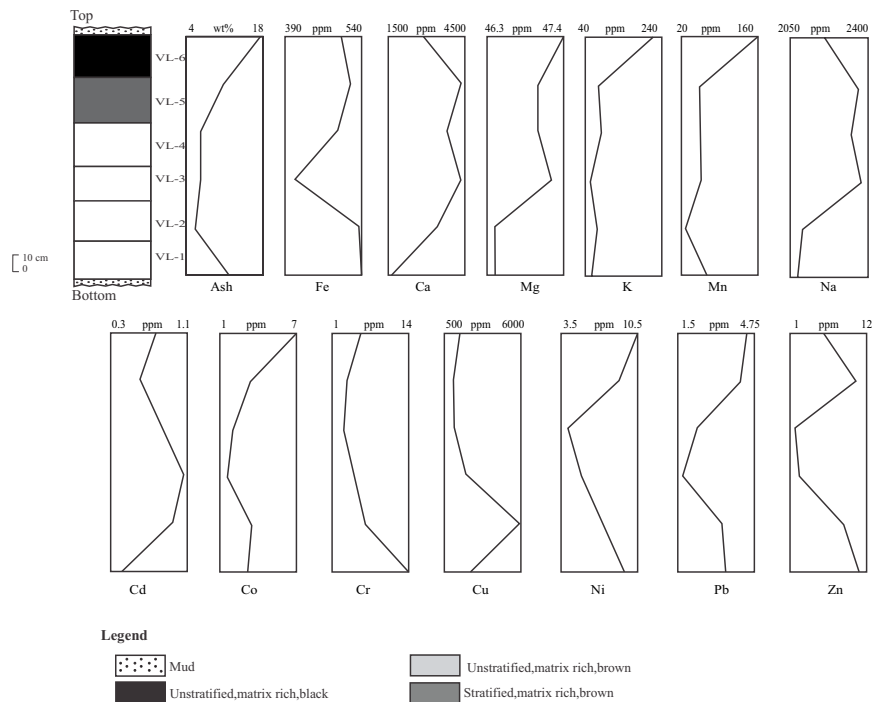 Top
4 wt% 18
390 ppm 540
1500 ppm 4500
46.3 ppm 47.4
40 ppm 240
20 ppm 160
2050 ppm 2400
VL-6
VL-5
VL-4
VL-3
VL-2
VL-1
10 cm
0
Bottom
Ash Fe Ca Mg K Mn Na
0.3 ppm 1.1
1 ppm 7
1 ppm 14
500 ppm 6000
3.5 ppm 10.5
1.5 ppm 4.75
1 ppm 12
Cd Co Cr Cu Ni Pb Zn
Legend
Mud
Unstratified,matrix rich,black
Unstratified,matrix rich,brown
Stratified,matrix rich,brown